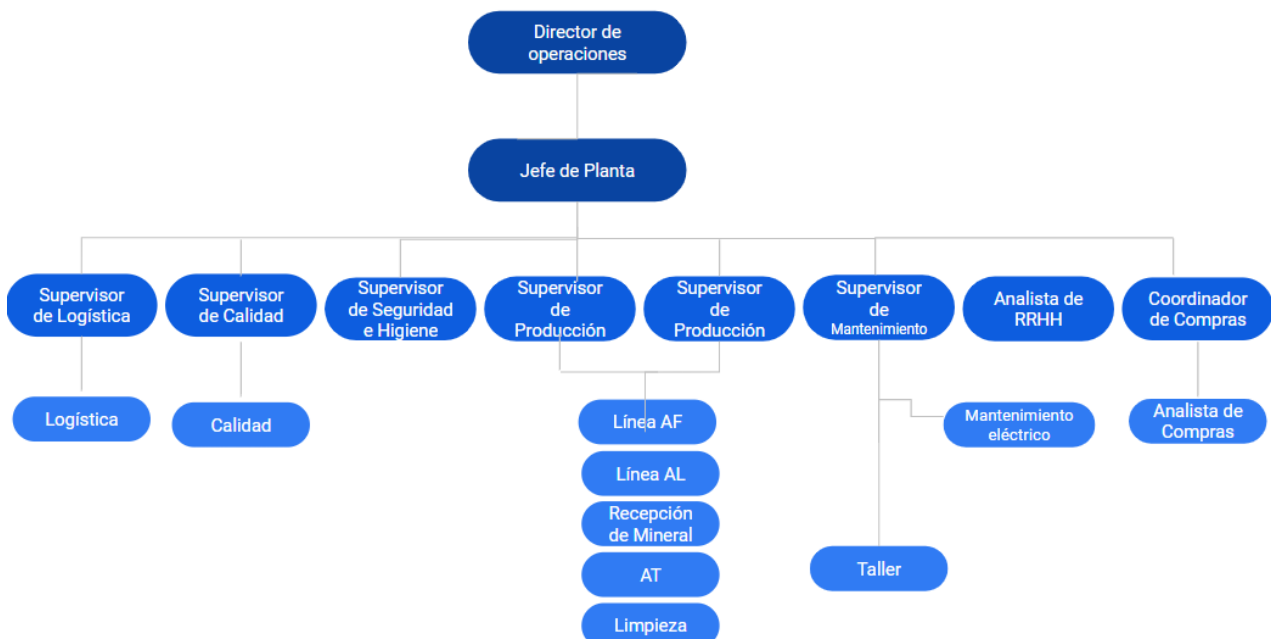 Director de
operaciones
Jefe de Planta
Supervisor
de Logística
Supervisor
de Calidad
Supervisor
de Seguridad
e Higiene
Supervisor
de
Producción
Supervisor
de
Producción
Supervisor
de
Mantenimiento
Analista de
RRHH
Coordinador
de Compras
Logística
Calidad
Línea AF
Línea AL
Recepción
de Mineral
AT
Limpieza
Mantenimiento
eléctrico
Taller
Analista de
Compras